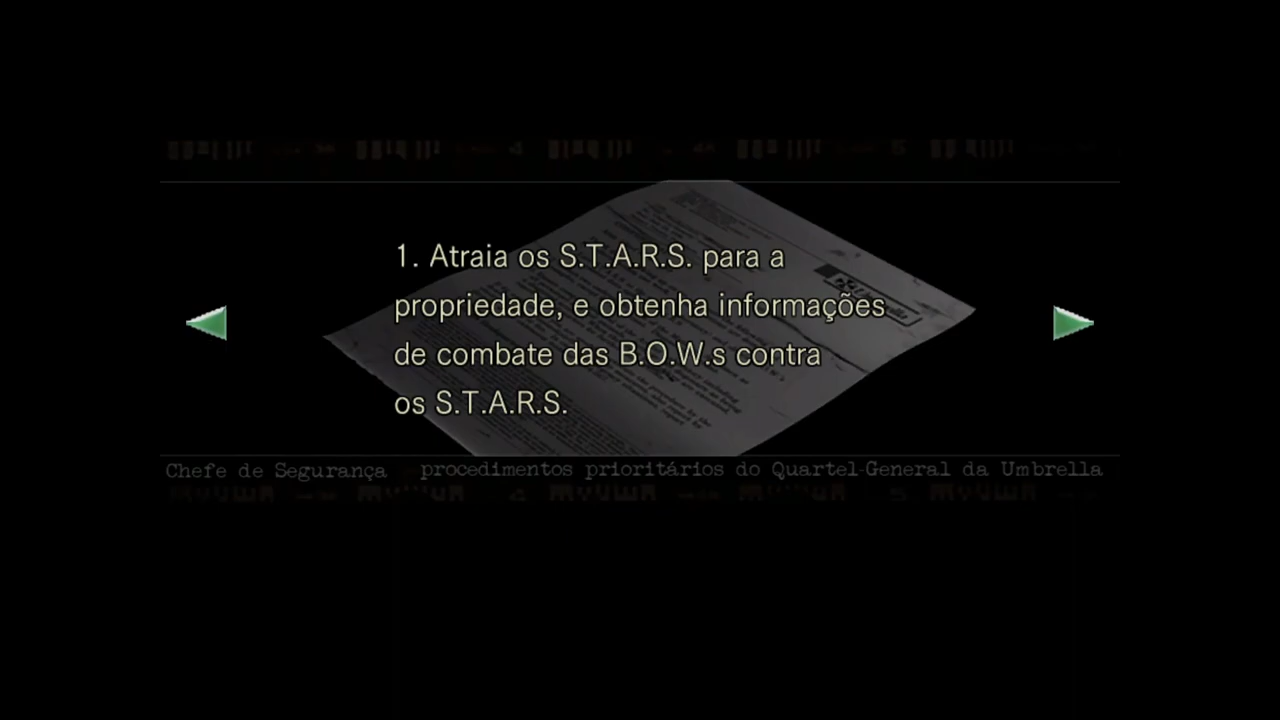 1. Atraia os S.T.A.R.S. para a
propriedade, e obtenha informações
de combate das B.O.W.s contra
os S.T.A.R.S.
Chefe de Segurança procedimentos prioritários do Quartel-General da Umbrella